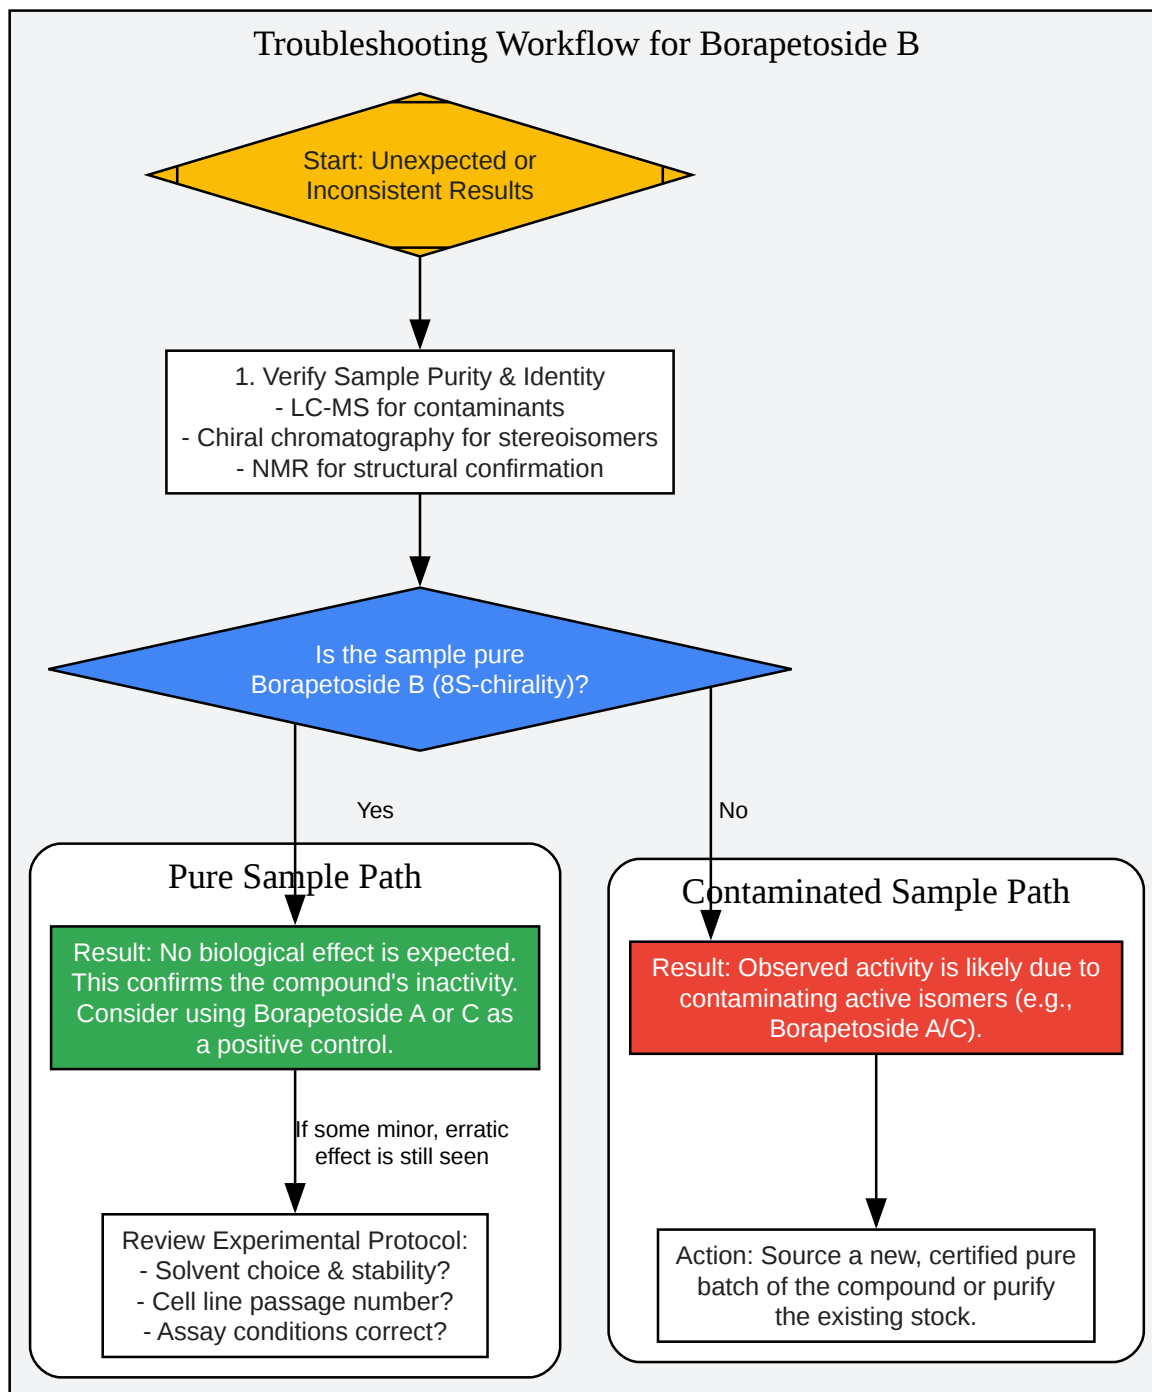 Troubleshooting Workflow for Borapetoside B
Start: Unexpected or
Inconsistent Results
1. Verify Sample Purity & Identity
- LC-MS for contaminants
- Chiral chromatography for stereoisomers
- NMR for structural confirmation
Is the sample pure
Borapetoside B (8S-chirality)?
Yes
No
Pure Sample Path
Result: No biological effect is expected.
This confirms the compound's inactivity.
Consider using Borapetoside A or C as
a positive control.
If some minor, erratic
effect is still seen
Review Experimental Protocol:
- Solvent choice & stability?
- Cell line passage number?
- Assay conditions correct?
Contaminated Sample Path
Result: Observed activity is likely due to
contaminating active isomers (e.g.,
Borapetoside A/C).
Action: Source a new, certified pure
batch of the compound or purify
the existing stock.